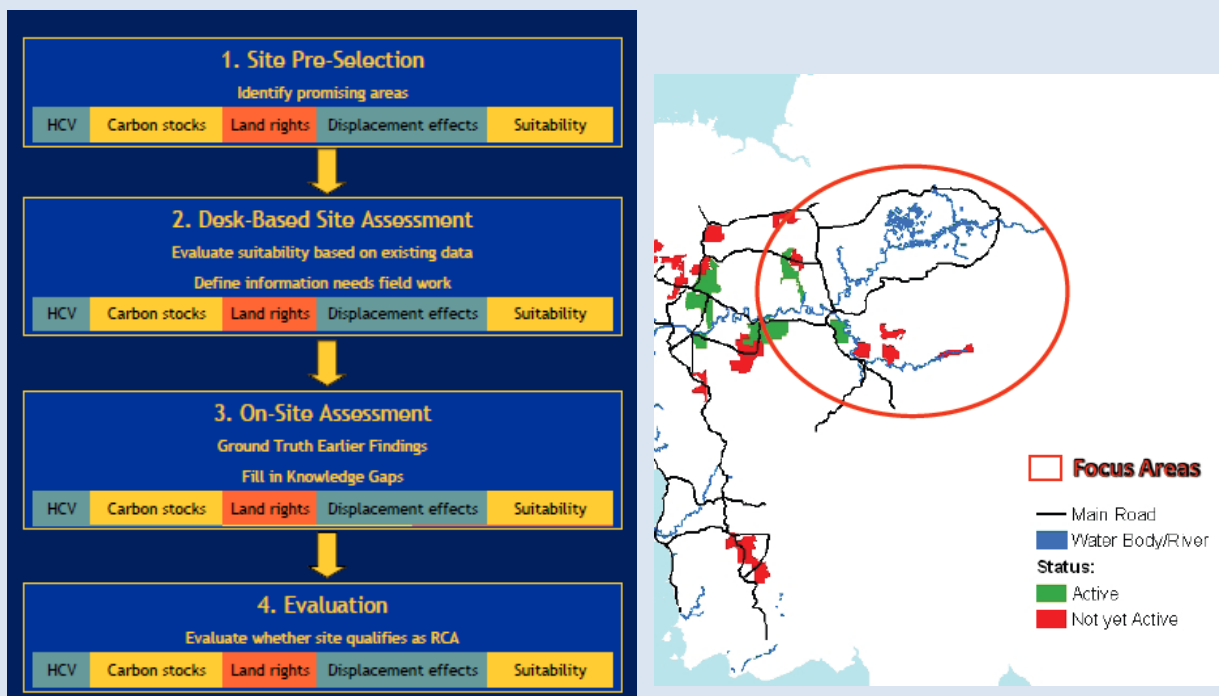 1. Site Pre-Selection
Identify promising areas
HCV Carbon stocks Land rights Displacement effects Suitability
2. Desk-Based Site Assessment
Evaluate suitability based on existing data
Define information needs field work
HCV Carbon stocks Land rights Displacement effects Suitability
3. On-Site Assessment
Ground Truth Earlier Findings
Fill in Knowledge Gaps
HCV Carbon stocks Land rights Displacement effects Suitability
4. Evaluation
Evaluate whether site qualifies as RCA
HCV Carbon stocks Land rights Displacement effects Suitability
Focus Areas
Main Road
Water Body/River
Status:
Active
Not yet Active